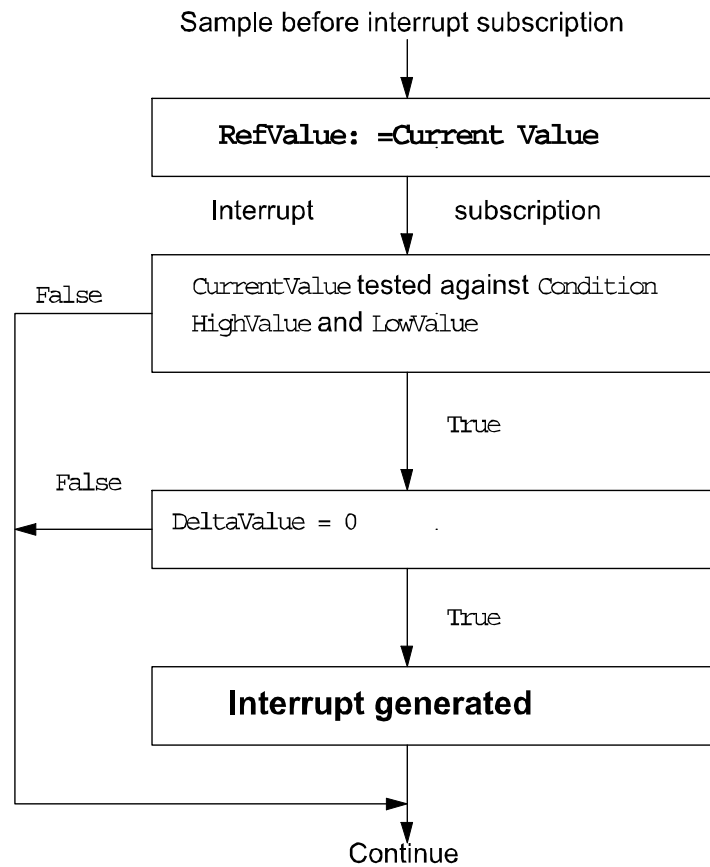 Sample before interrupt subscription
RefValue: =Current Value
Interrupt subscription
CurrentValue tested against Condition
HighValue and LowValue
False
True
False
DeltaValue = 0
True
Interrupt generated
Continue